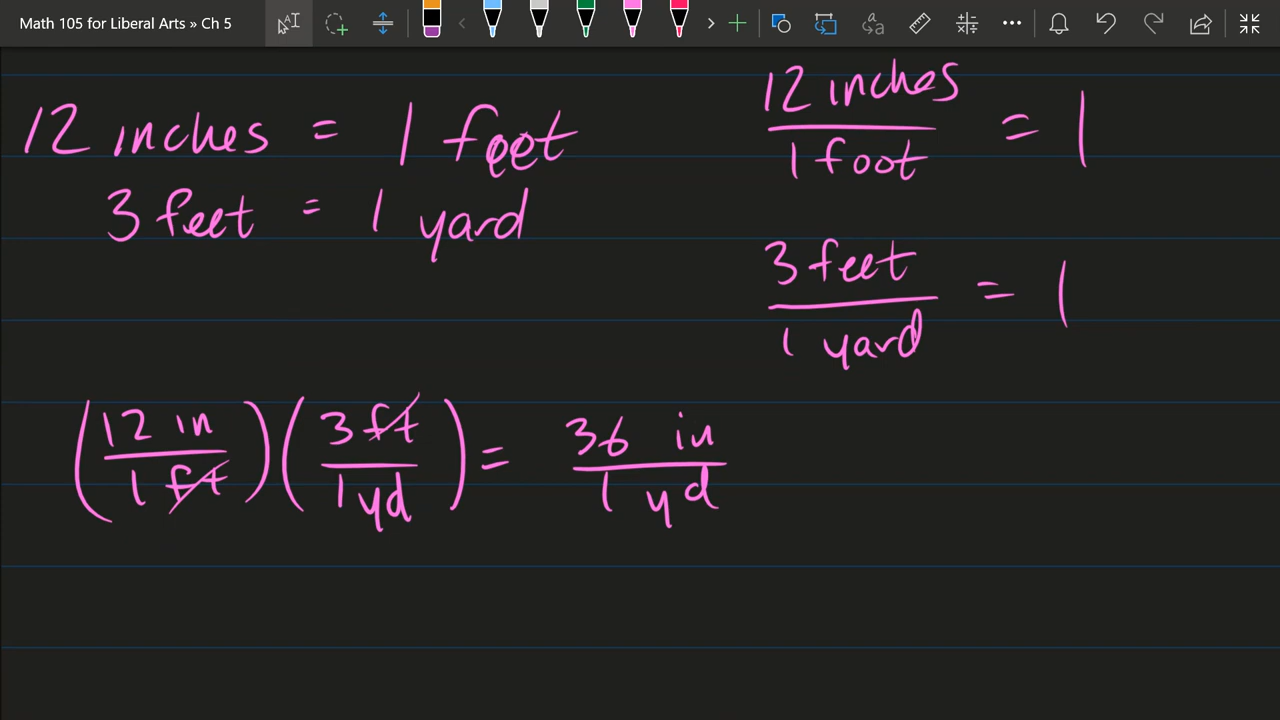 Math 105 for Liberal Arts » Ch 5
12 inches = 1 feet
3 feet = 1 yard
12 inches / 1 foot = 1
3 feet / 1 yard = 1
(12 in / 1 ft)(3 ft / 1 yd) = 36 in / 1 yd